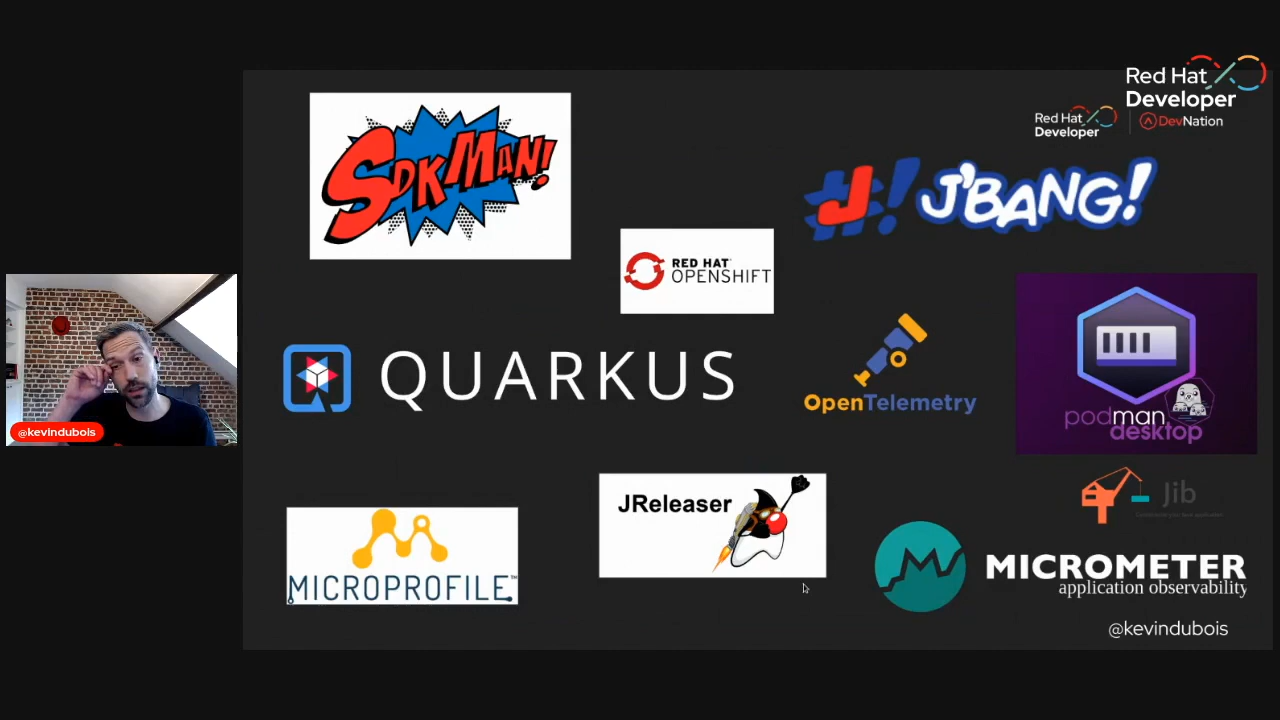 Red Hat
Developer
Red Hat
Developer
DevNation
SDKMAN!
J! J'BANG!
RED HAT®
OPENSHIFT
QUARKUS
OpenTelemetry
podman
desktop
@kevindubois
JReleaser
Jib
MICROPROFILE™
MICROMETER
application observability
@kevindubois